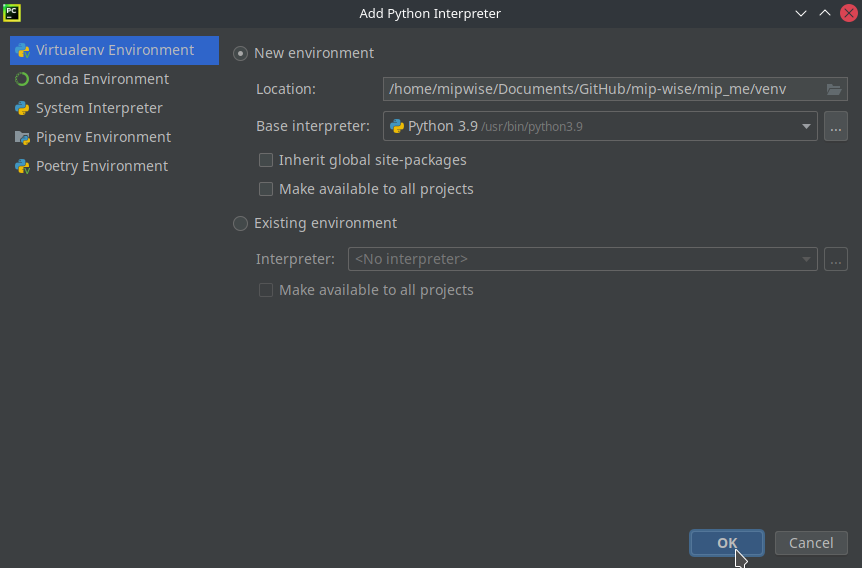 PC
Add Python Interpreter
Virtualenv Environment
Conda Environment
System Interpreter
Pipenv Environment
Poetry Environment
New environment
Location: /home/mipwise/Documents/GitHub/mip-wise/mip_me/venv
Base interpreter: Python 3.9 /usr/bin/python3.9 ...
Inherit global site-packages
Make available to all projects
Existing environment
Interpreter: <No interpreter> ...
Make available to all projects
OK Cancel